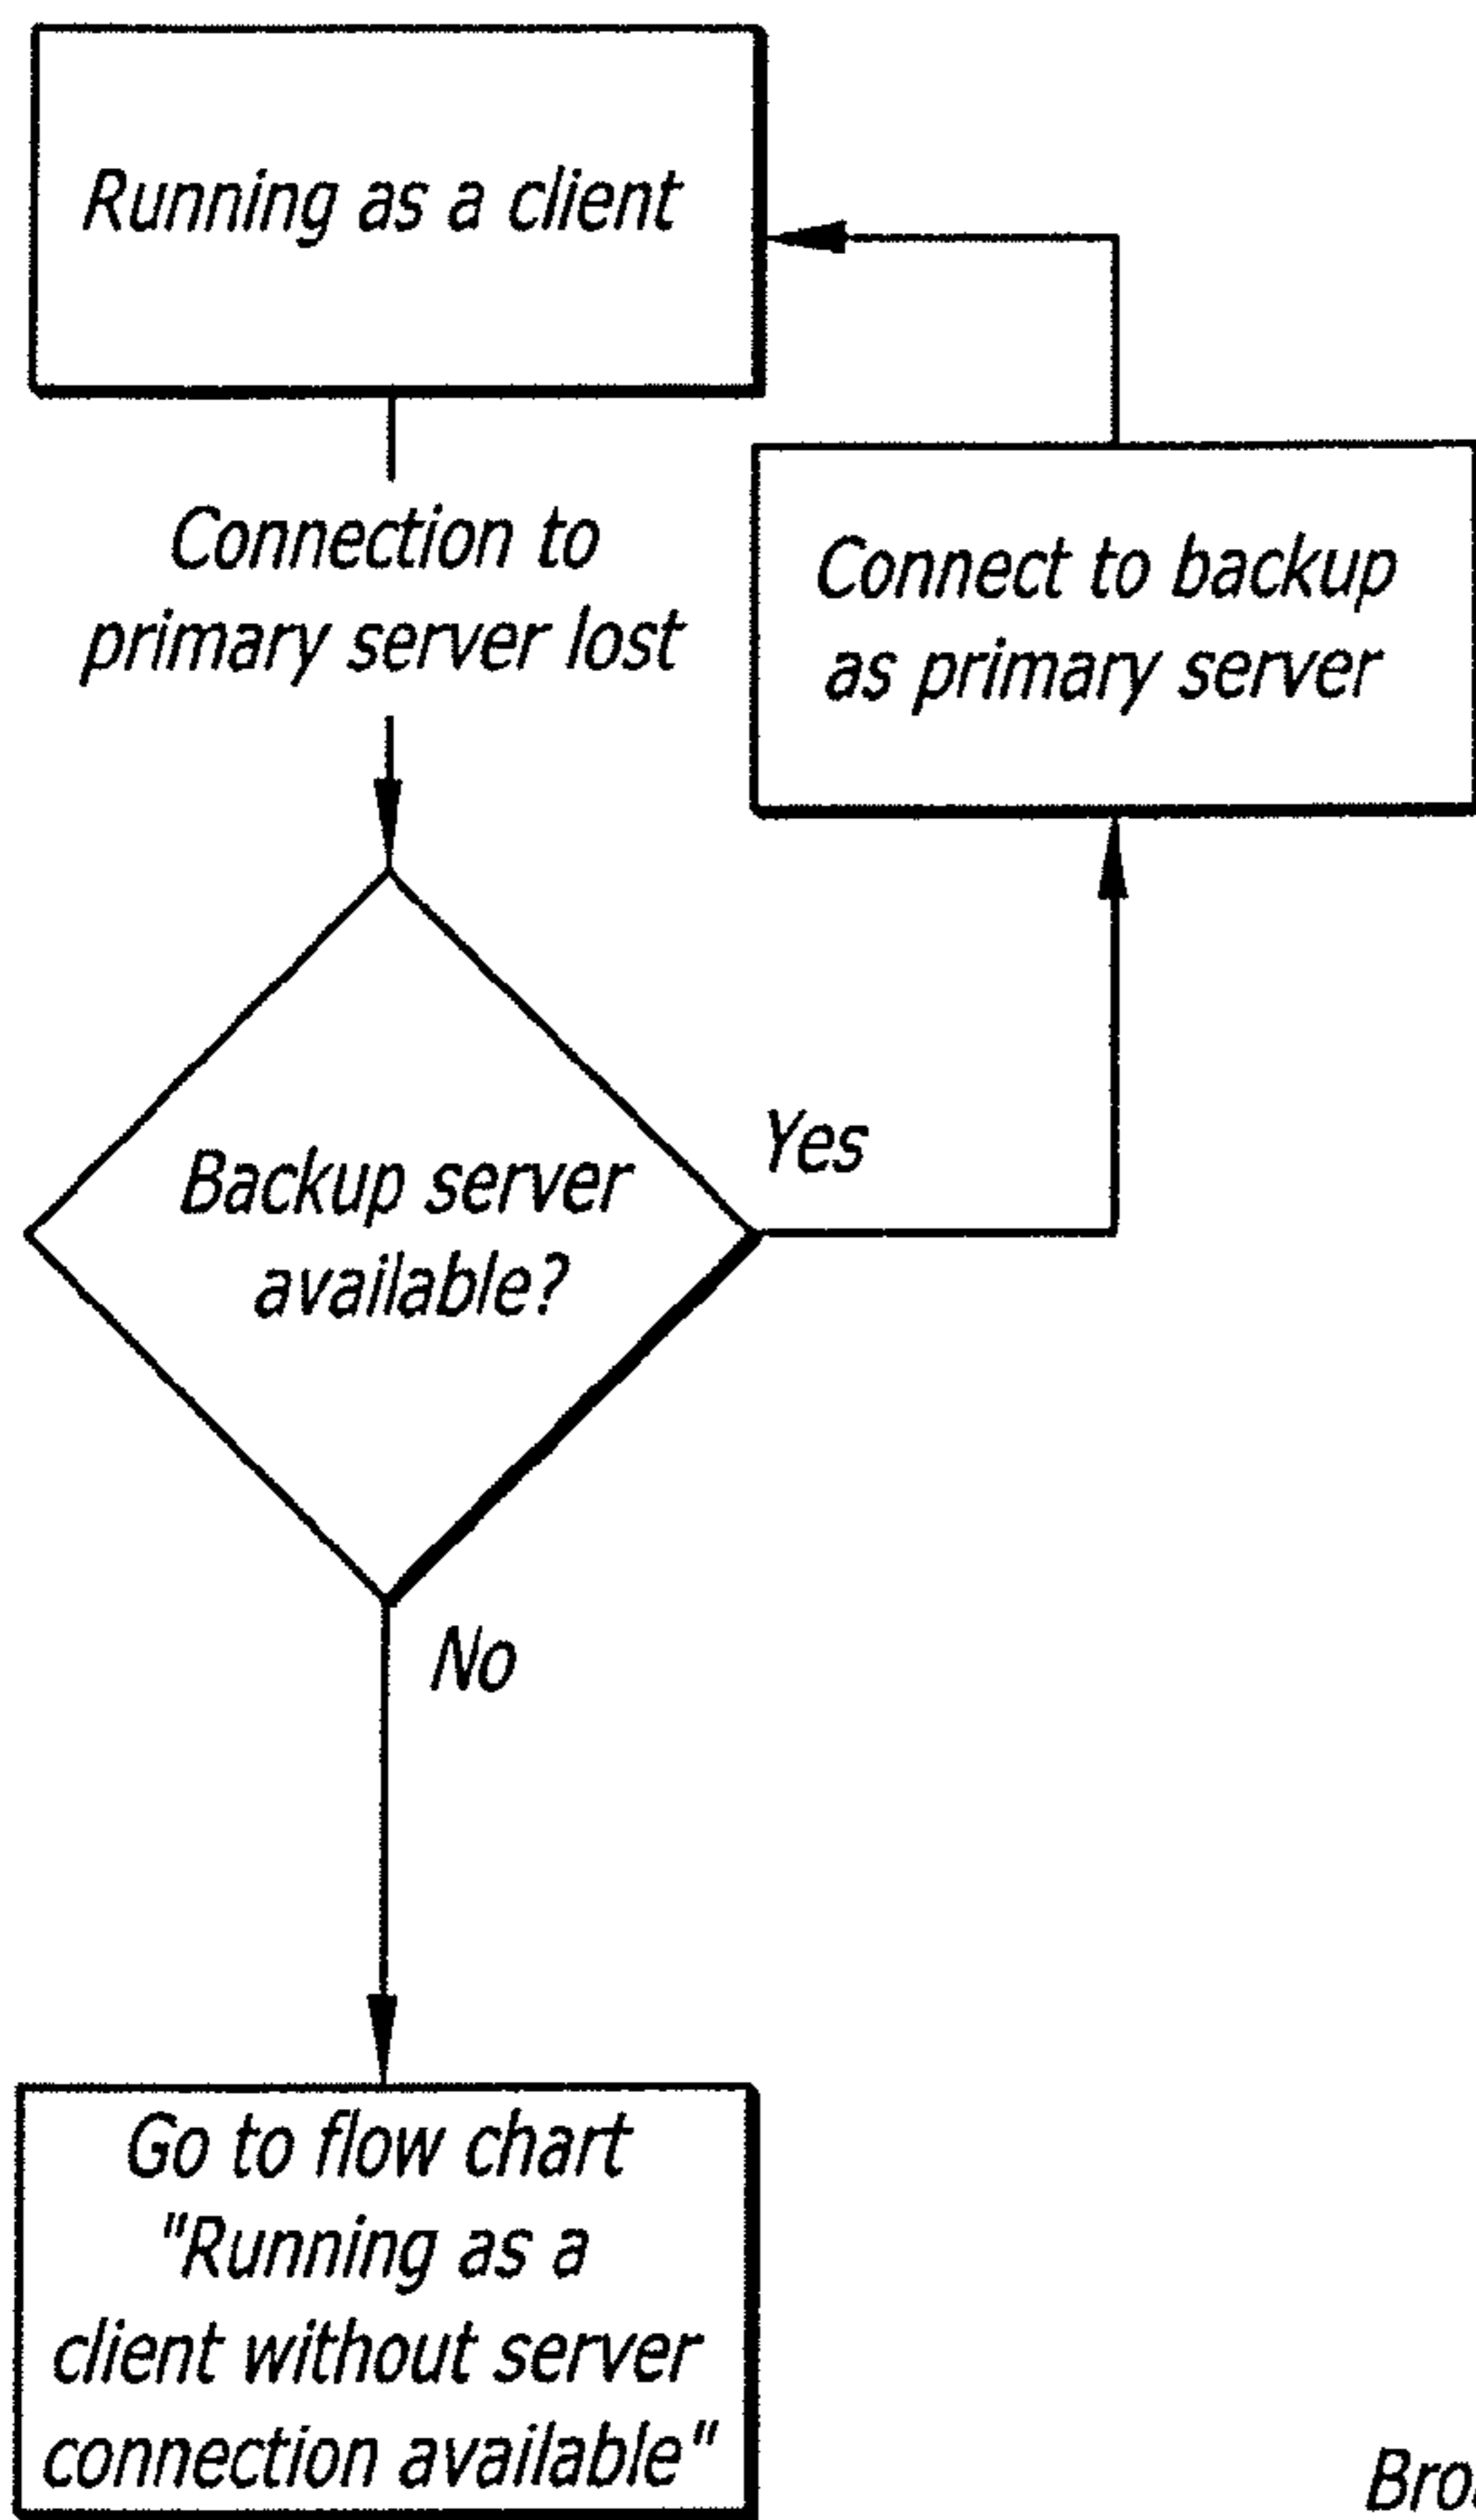 Running as a client
Connection to
primary server lost
Connect to backup
as primary server
Backup server
available?
Yes
No
Go to flow chart
"Running as a
client without server
connection available"